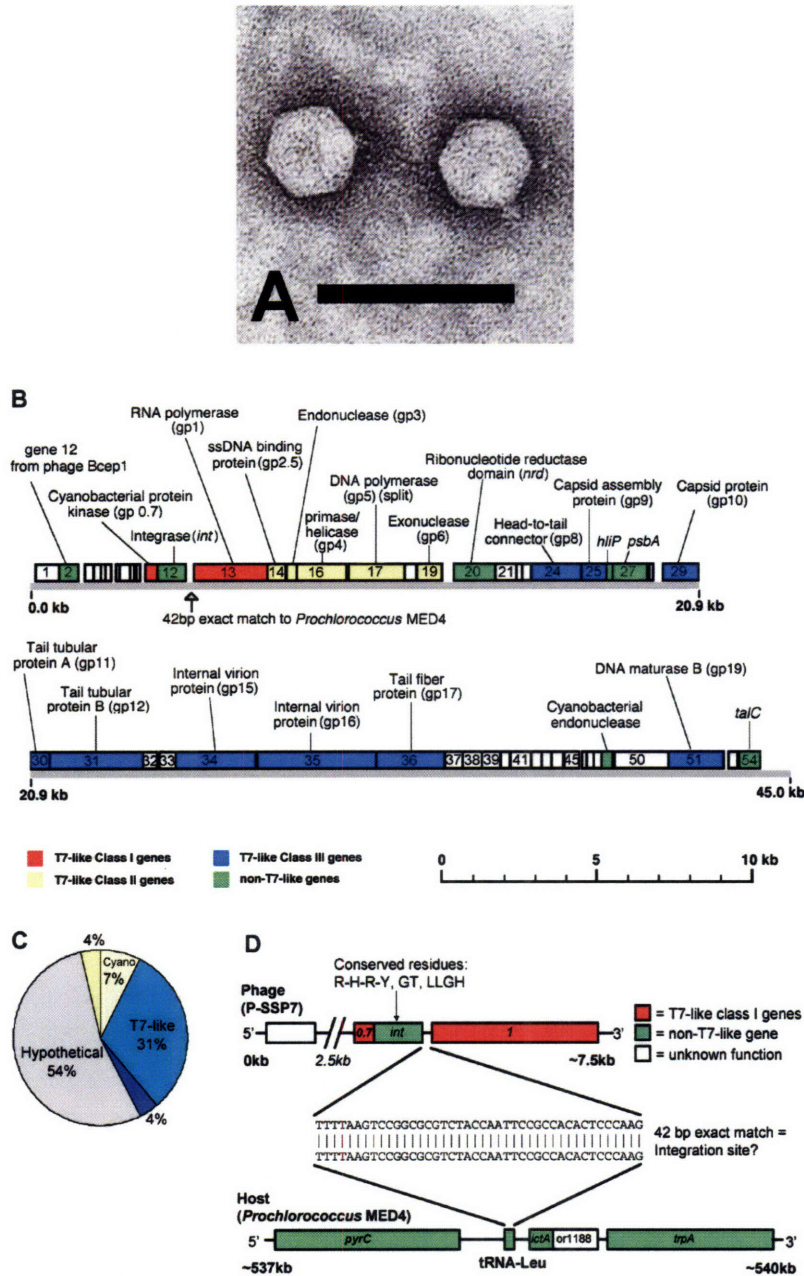 A
B
RNA polymerase
(gp1)
Endonuclease (gp3)
gene 12
from phage Bcep1
ssDNA binding
protein (gp2.5)
Ribonucleotide reductase
domain (nrd)
Cyanobacterial protein
kinase (gp 0.7)
DNA polymerase
(gp5) (split)
Capsid assembly
protein (gp9)
Capsid protein
(gp10)
Integrase (int)
primase/
helicase
(gp4)
Exonuclease
(gp6)
Head-to-tail
connector (gp8)
hliP
psbA
1 2 12 13 14 16 17 19 20 21 24 25 27 29
0.0 kb
20.9 kb
42bp exact match to Prochlorococcus MED4
Tail tubular
protein A (gp11)
Tail tubular
protein B (gp12)
Internal virion
protein (gp15)
Internal virion
protein (gp16)
Tail fiber
protein (gp17)
DNA maturase B (gp19)
Cyanobacterial
endonuclease
talC
30 31 32 33 34 35 36 37 38 39 41 45 50 51 54
20.9 kb
45.0 kb
T7-like Class I genes
T7-like Class III genes
T7-like Class II genes
non-T7-like genes
0 5 10 kb
C
4%
Cyano
7%
T7-like
31%
Hypothetical
54%
4%
D
Conserved residues:
R-H-R-Y, GT, LLGH
Phage
(P-SSP7)
5' 0.7 int 1 3'
0kb 2.5kb ~7.5kb
= T7-like class I genes
= non-T7-like gene
= unknown function
TTTTAAGTCCGGCGCGTCTACCAATTCCGCCACACTCCCAAG
TTTTAAGTCCGGCGCGTCTACCAATTCCGCCACACTCCCAAG
42 bp exact match =
Integration site?
Host
(Prochlorococcus MED4)
5' pyrC ictA or1188 trpA 3'
~537kb tRNA-Leu ~540kb